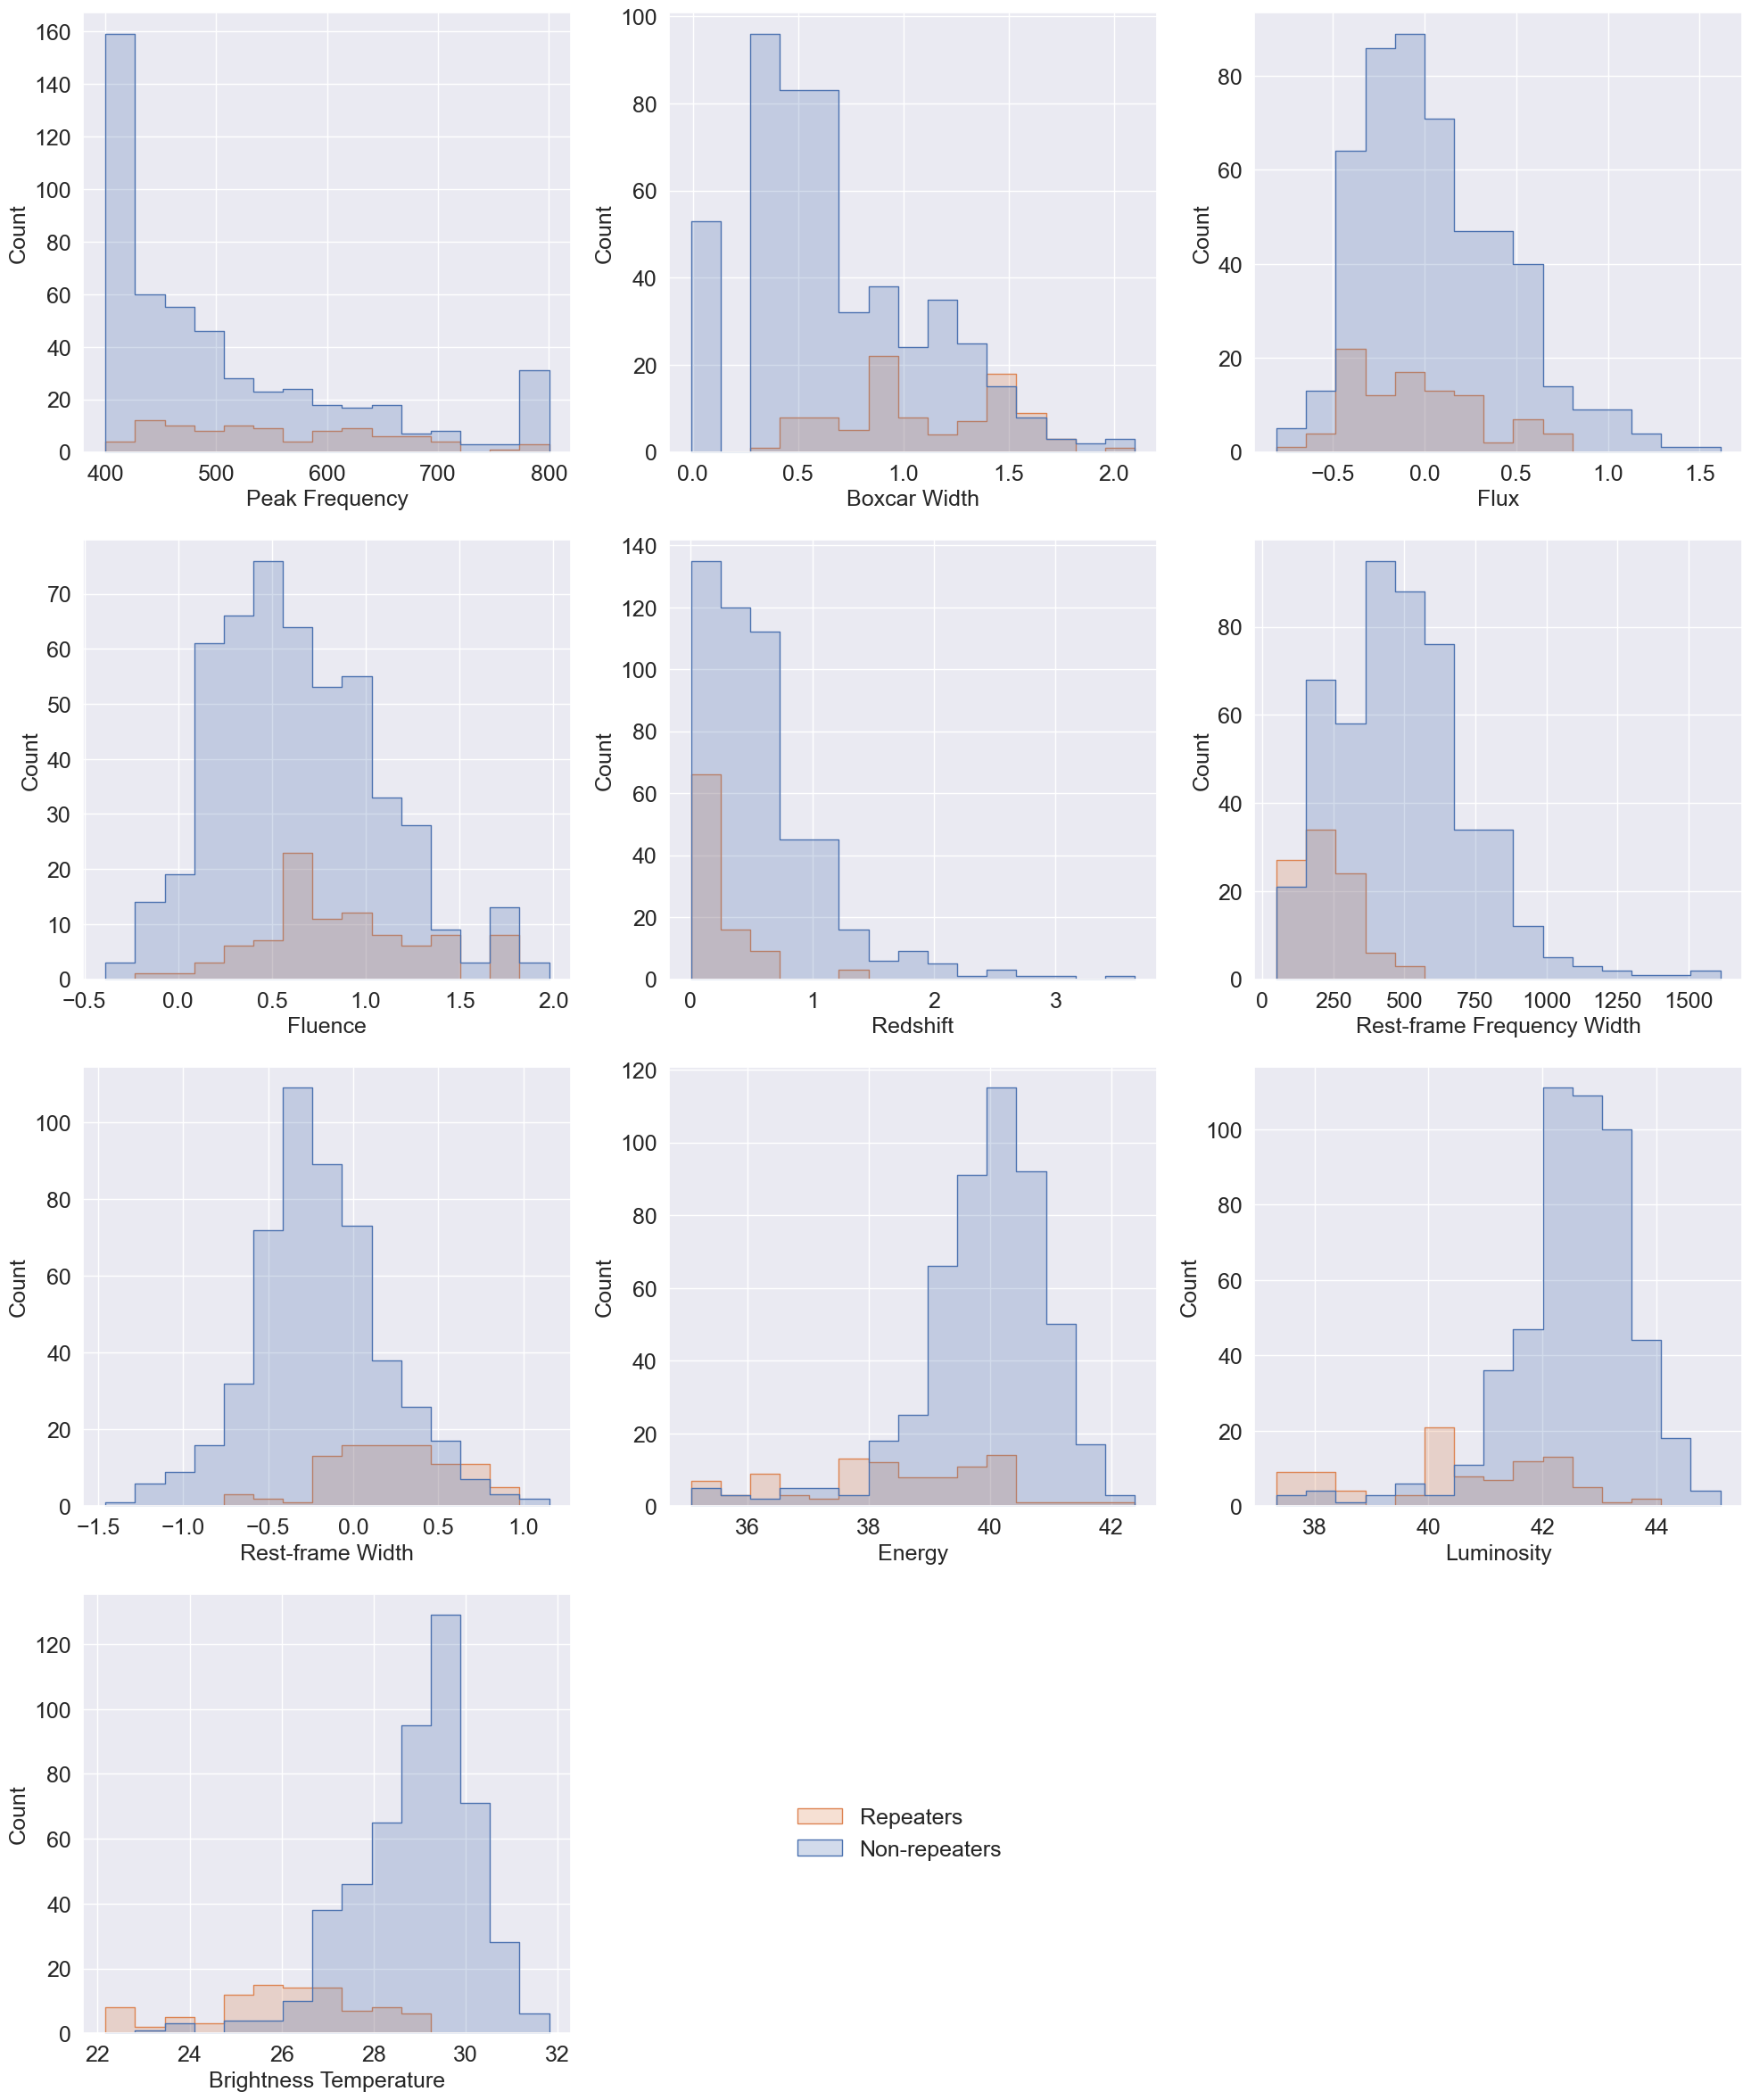 160
140
120
100
80
60
40
20
0
Count
400 500 600 700 800
Peak Frequency
100
80
60
40
20
0
Count
0.0 0.5 1.0 1.5 2.0
Boxcar Width
80
60
40
20
0
Count
−0.5 0.0 0.5 1.0 1.5
Flux
70
60
50
40
30
20
10
0
Count
−0.5 0.0 0.5 1.0 1.5 2.0
Fluence
140
120
100
80
60
40
20
0
Count
0 1 2 3
Redshift
80
60
40
20
0
Count
0 250 500 750 1000 1250 1500
Rest-frame Frequency Width
100
80
60
40
20
0
Count
−1.5 −1.0 −0.5 0.0 0.5 1.0
Rest-frame Width
120
100
80
60
40
20
0
Count
36 38 40 42
Energy
100
80
60
40
20
0
Count
38 40 42 44
Luminosity
120
100
80
60
40
20
0
Count
22 24 26 28 30 32
Brightness Temperature
Repeaters
Non-repeaters